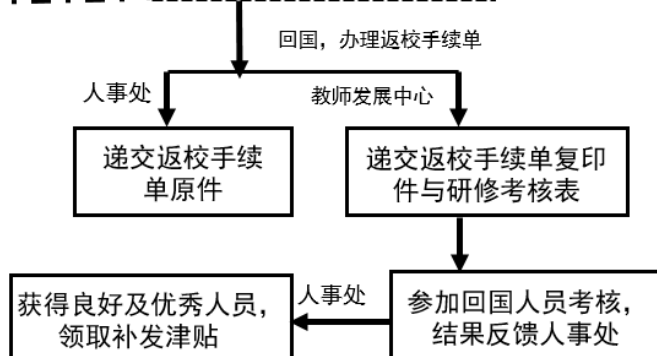 回国，办理返校手续单
人事处
教师发展中心
递交返校手续
单原件
递交返校手续单复印
件与研修考核表
获得良好及优秀人员，
领取补发津贴
人事处
参加回国人员考核，
结果反馈人事处